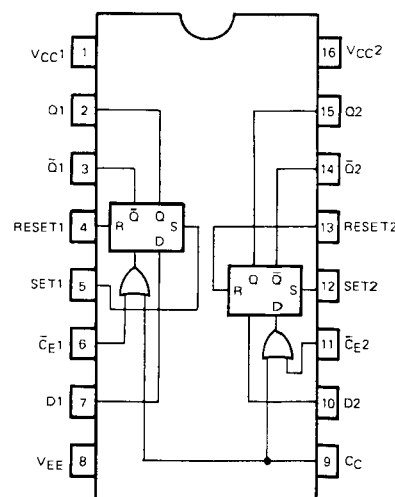 VCC1 1 16 VCC2
Q1 2 15 Q2
Q̄1 3 14 Q̄2
Q̄ Q
RESET1 4 R S 13 RESET2
D
Q Q̄
SET1 5 R S 12 SET2
D
C̄E1 6 11 C̄E2
D1 7 10 D2
VEE 8 9 CC